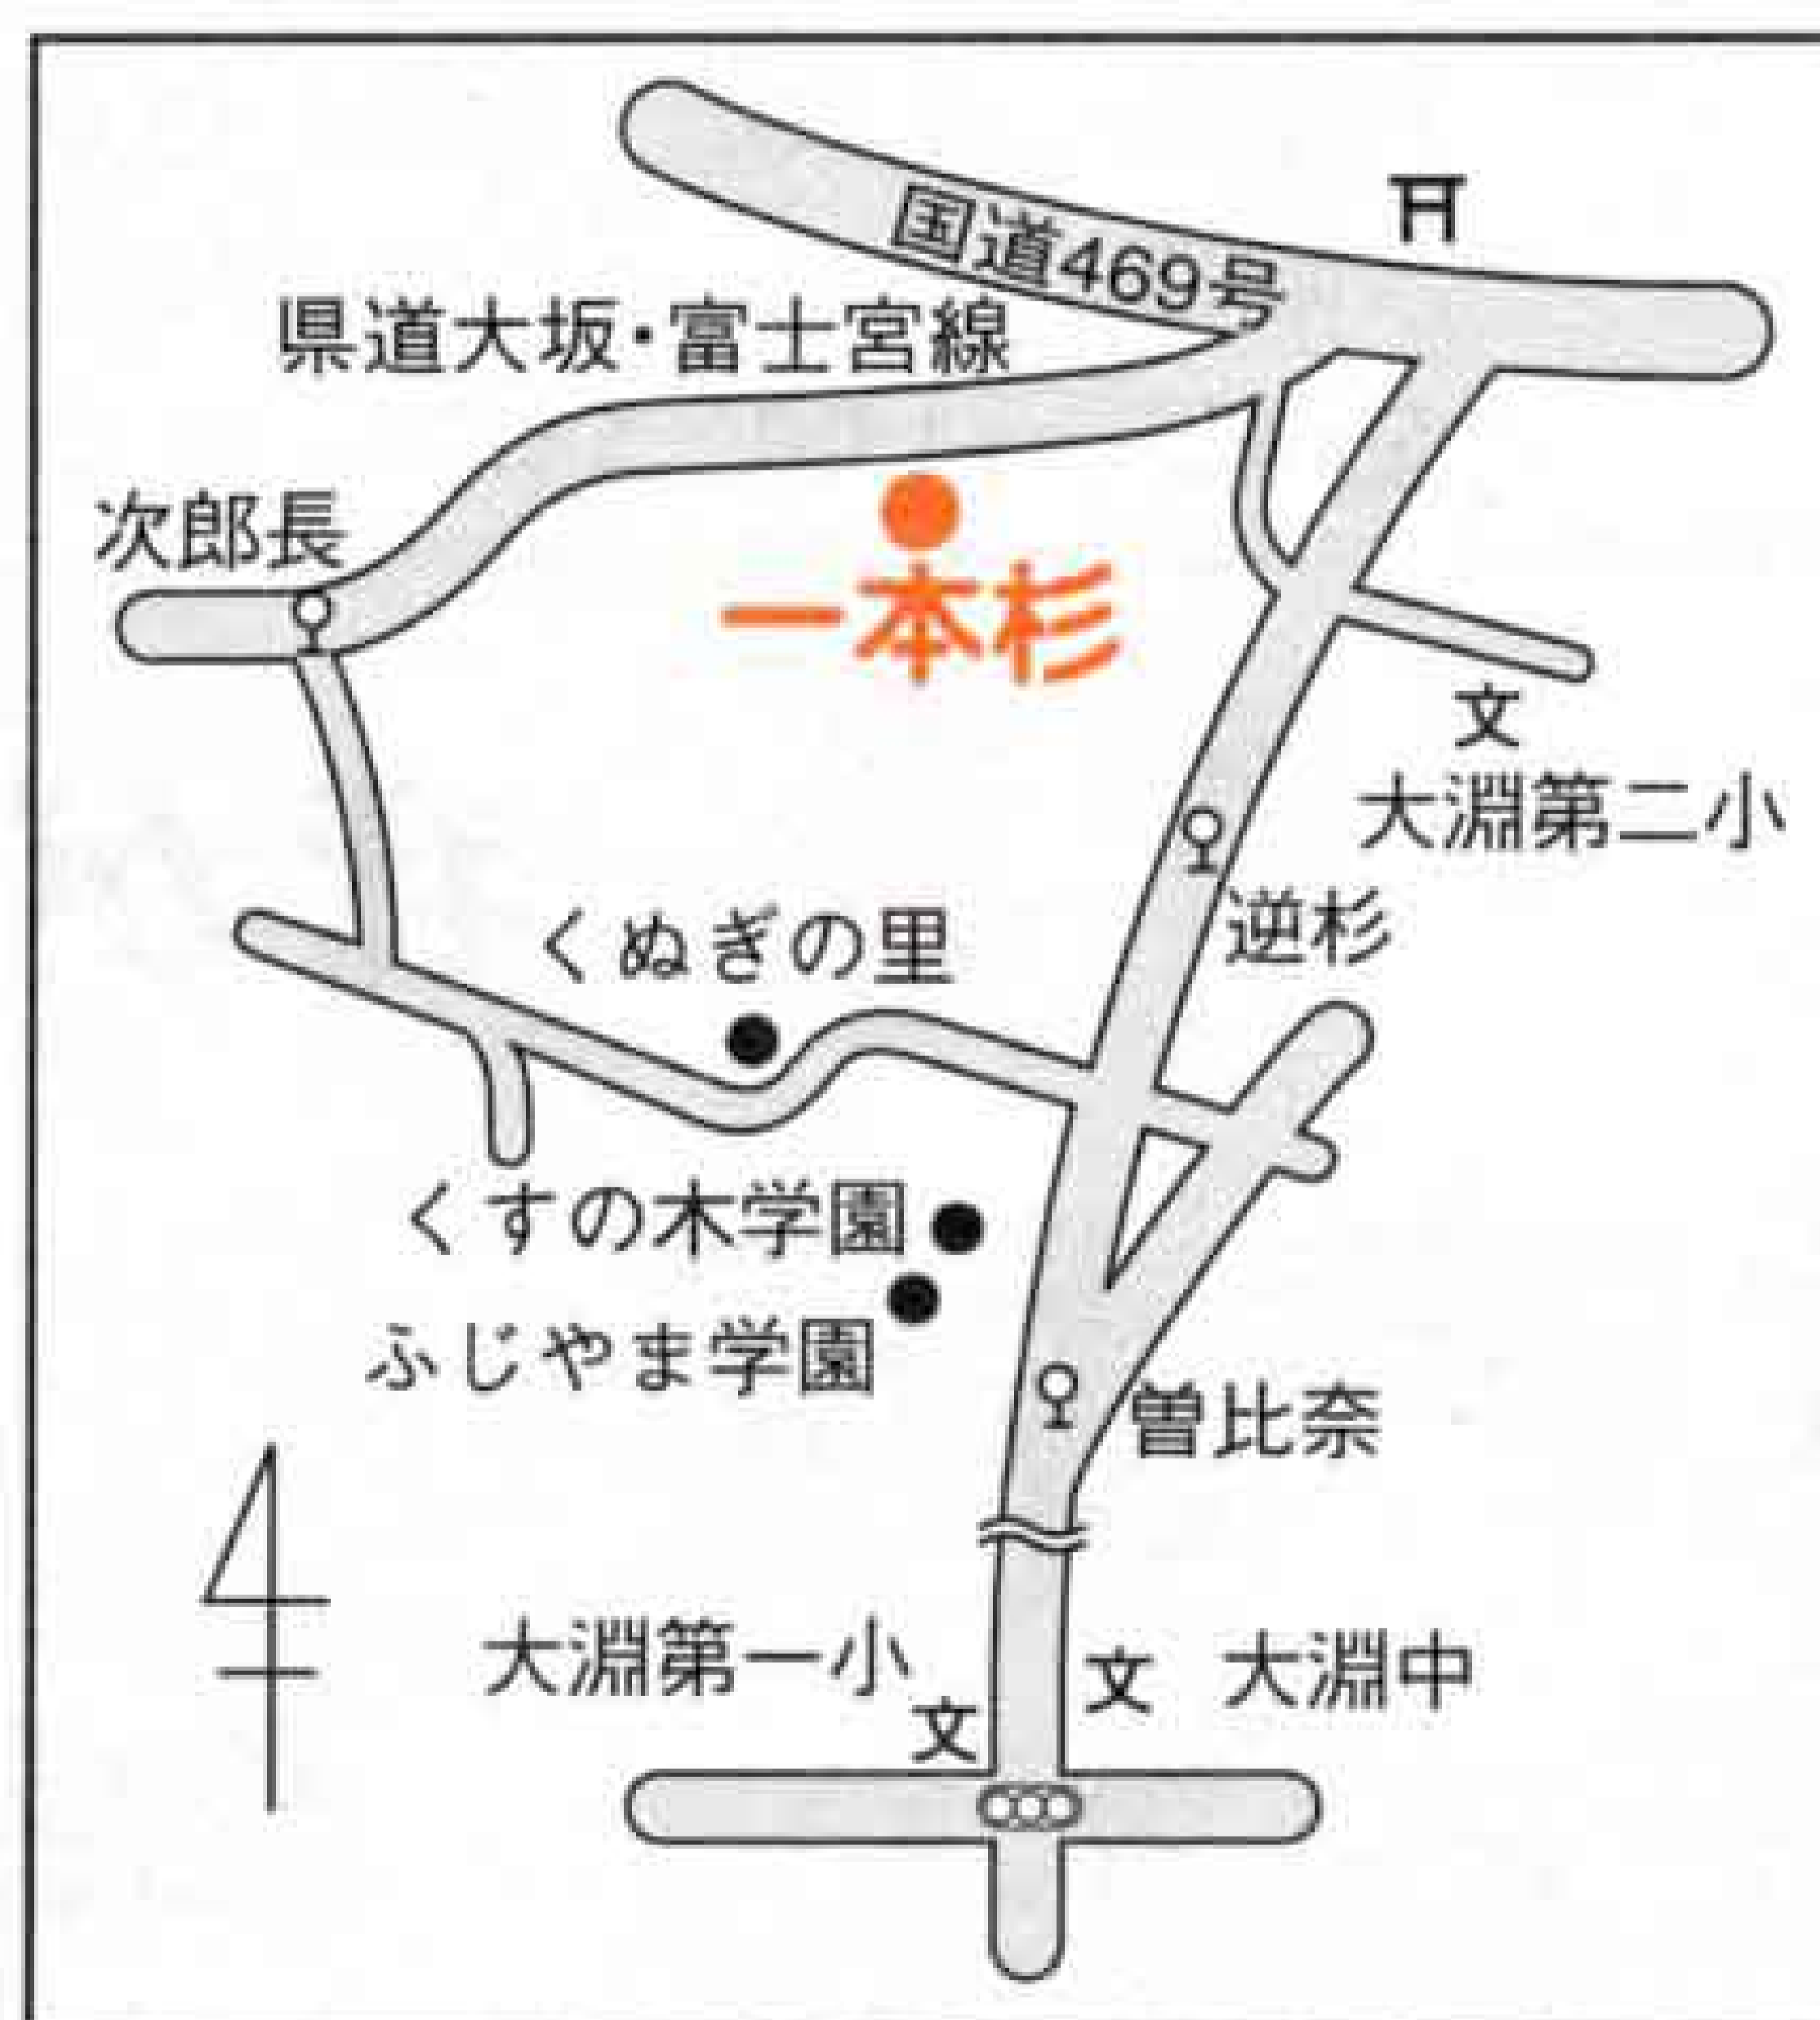 国道469号
県道大坂・富士宮線
次郎長
一本杉
文
大淵第二小
逆杉
くぬぎの里
くすの木学園
ふじやま学園
曽比奈
大淵第一小
文
文
大淵中